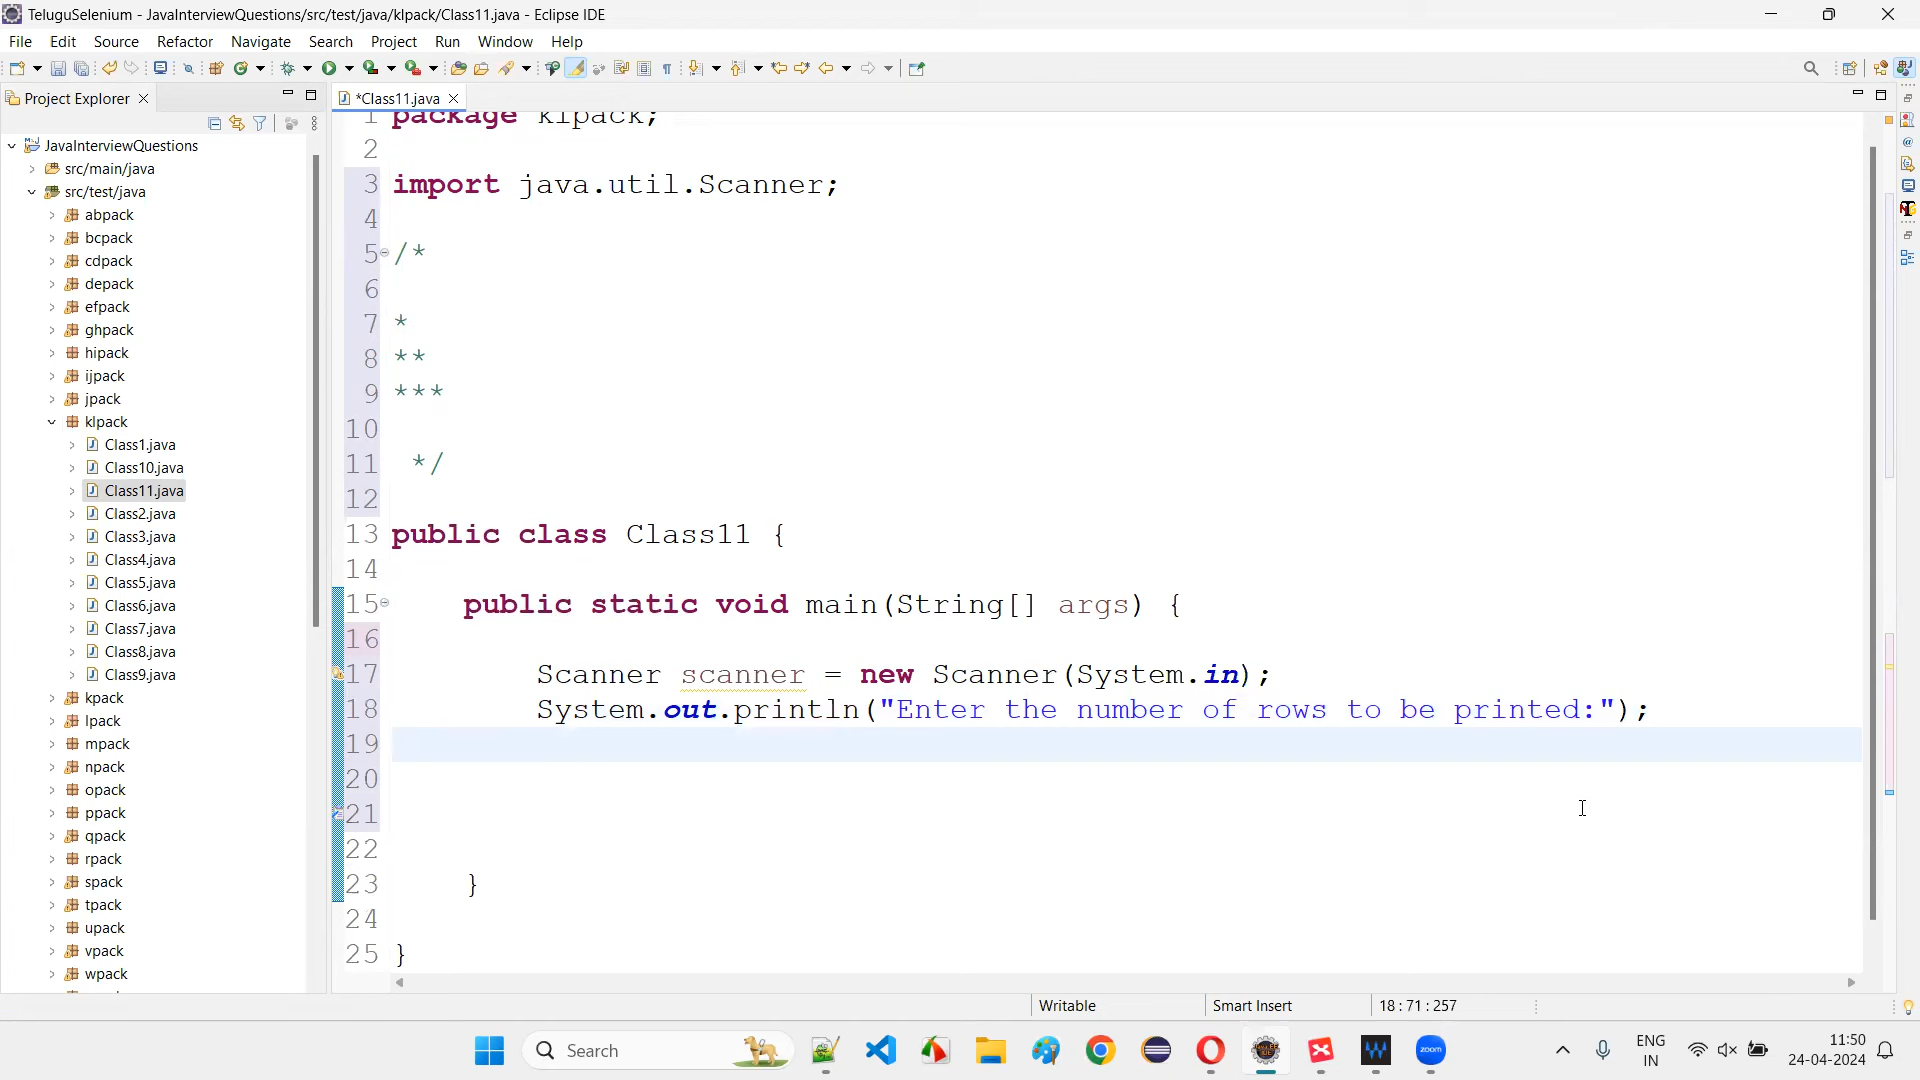 TeluguSelenium - JavaInterviewQuestions/src/test/java/klpack/Class11.java - Eclipse IDE
File Edit Source Refactor Navigate Search Project Run Window Help
Project Explorer
*Class11.java
JavaInterviewQuestions
src/main/java
src/test/java
abpack
bcpack
cdpack
depack
efpack
ghpack
hipack
ijpack
jpack
klpack
Class1.java
Class10.java
Class11.java
Class2.java
Class3.java
Class4.java
Class5.java
Class6.java
Class7.java
Class8.java
Class9.java
kpack
lpack
mpack
npack
opack
ppack
qpack
rpack
spack
tpack
upack
vpack
wpack
1 package klpack;
2
3 import java.util.Scanner;
4
5 /*
6
7 *
8 **
9 ***
10
11 */
12
13 public class Class11 {
14
15 public static void main(String[] args) {
16
17 Scanner scanner = new Scanner(System.in);
18 System.out.println("Enter the number of rows to be printed:");
19
20
21
22
23 }
24
25 }
Writable Smart Insert 18 : 71 : 257
Search
zoom
ENG
IN
11:50
24-04-2024